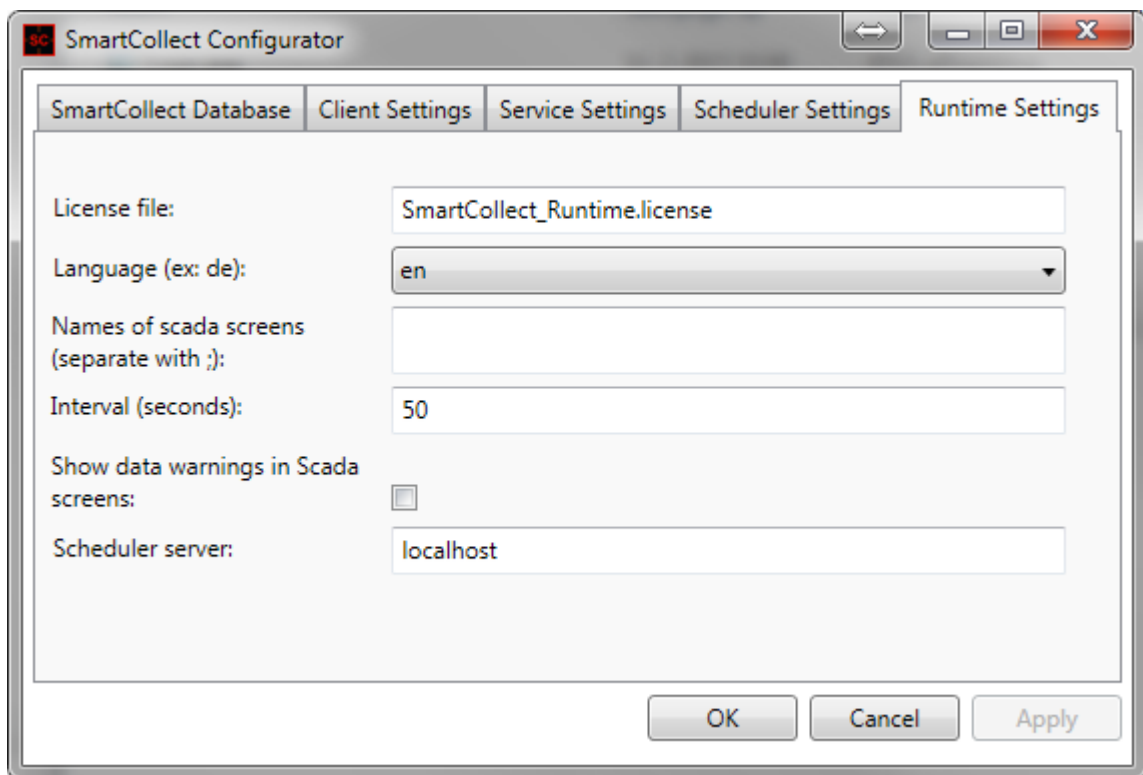 SC SmartCollect Configurator
SmartCollect Database Client Settings Service Settings Scheduler Settings Runtime Settings
License file: SmartCollect_Runtime.license
Language (ex: de): en
Names of scada screens
(separate with ;):
Interval (seconds): 50
Show data warnings in Scada
screens:
Scheduler server: localhost
OK Cancel Apply